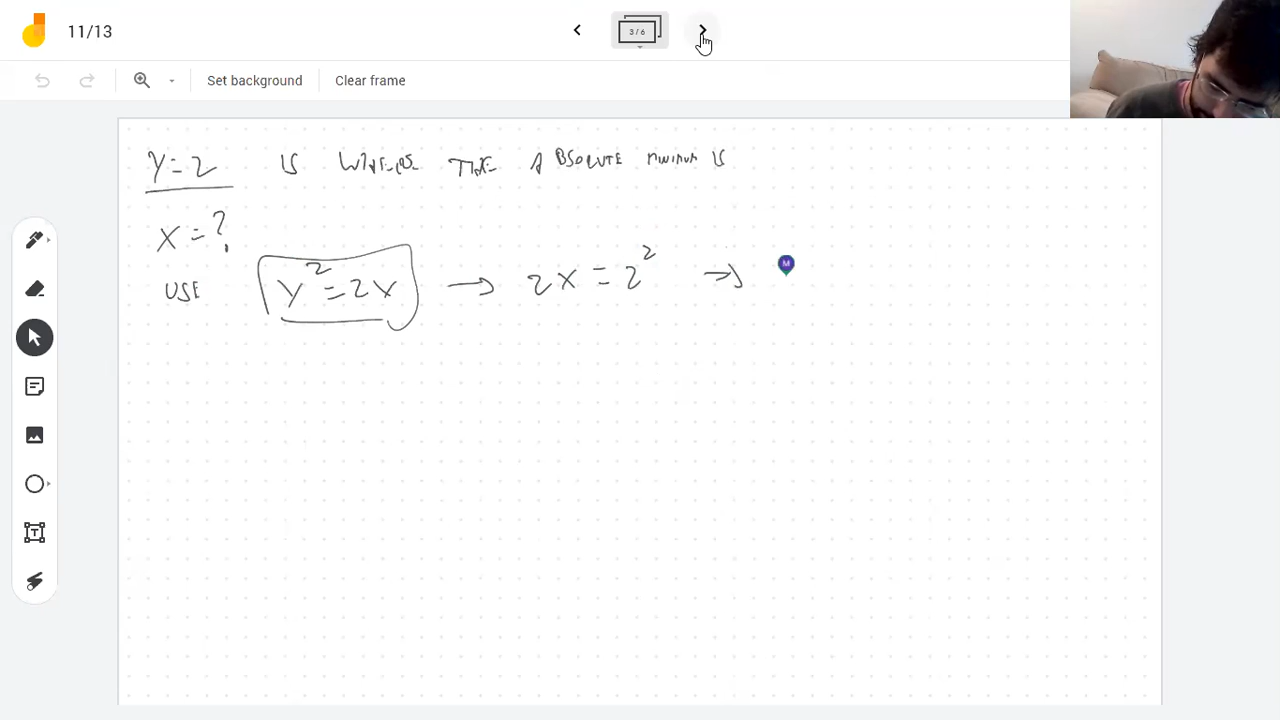 11/13
3 / 6
Set background
Clear frame
Y=2 IS WHERE THE ABSOLUTE MINIMUM IS
X=?
USE Y²=2X → 2X=2² →
M
T